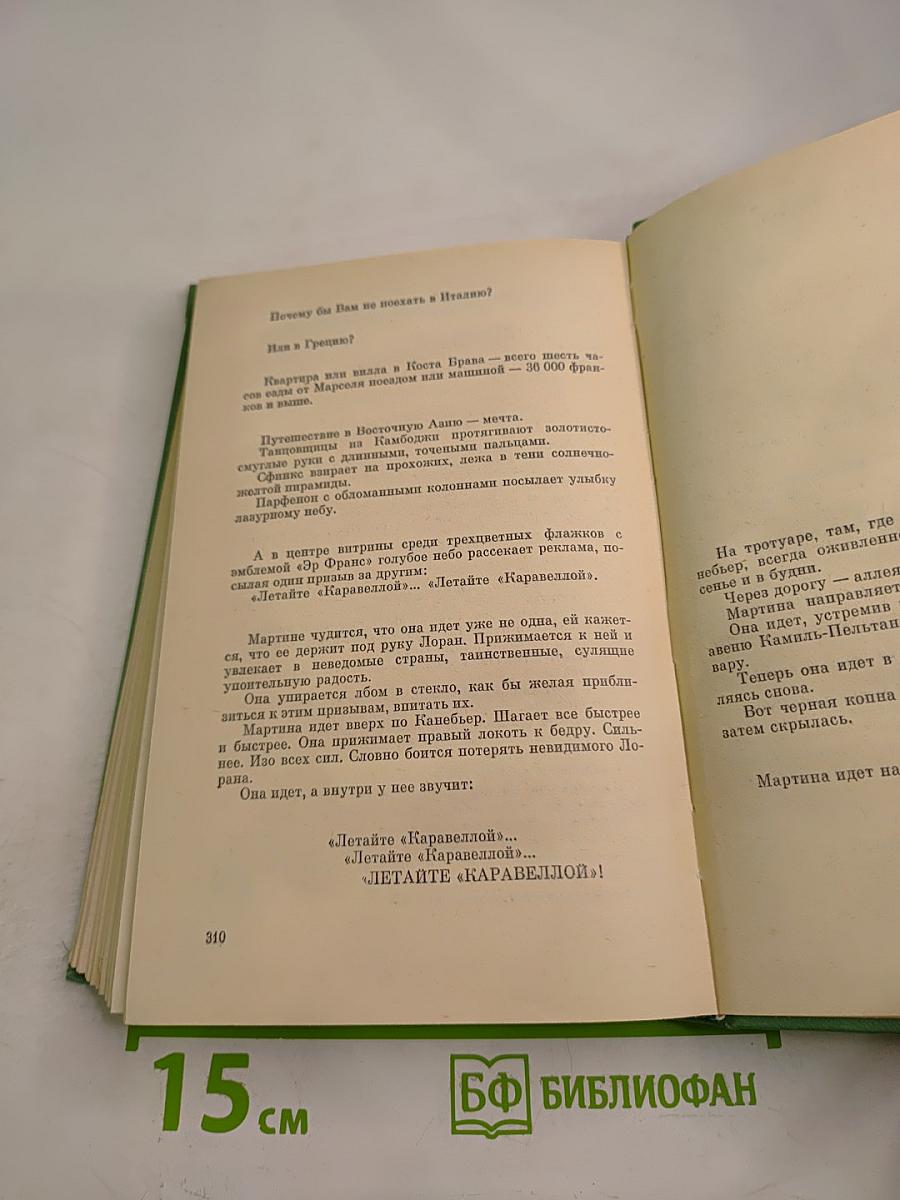 Почему бы Вам не поехать в Италию?
Или в Грецию?
Квартира или вилла в Коста Брава — всего шесть ча-
сов езды от Марселя поездом или машиной — 36 000 фран-
ков и выше.
Путешествие в Восточную Азию — мечта.
Танцовщицы из Камбоджи протягивают золотисто-
смуглые руки с длинными, точеными пальцами.
Сфинкс взирает на прохожих, лежа в тени солнечно-
желтой пирамиды.
Парфенон с обломанными колоннами посылает улыбку
лазурному небу.
А в центре витрины среди трехцветных флажков с
эмблемой «Эр Франс» голубое небо рассекает реклама, по-
сылая один призыв за другим:
«Летайте «Каравеллой»... «Летайте «Каравеллой».
Мартине чудится, что она идет уже не одна, ей кажет-
ся, что ее держит под руку Лоран. Прижимается к ней и
увлекает в неведомые страны, таинственные, сулящие
упоительную радость.
Она упирается лбом в стекло, как бы желая прибли-
зиться к этим призывам, впитать их.
Мартина идет вверх по Канебьер. Шагает все быстрее
и быстрее. Она прижимает правый локоть к бедру. Силь-
нее. Изо всех сил. Словно боится потерять невидимого Ло-
рана.
Она идет, а внутри у нее звучит:
«Летайте «Каравеллой»...
«Летайте «Каравеллой»...
«ЛЕТАЙТЕ «КАРАВЕЛЛОЙ»!
310
На тротуаре, там, где
небьер, всегда оживленно
сенье и в будни.
Через дорогу — аллея
Мартина направляет
Она идет, устремив
авеню Камиль-Пельтан
вару.
Теперь она идет в
ляясь снова.
Вот черная копна
затем скрылась.
Мартина идет на
15 см
БФ БИБЛИОФАН